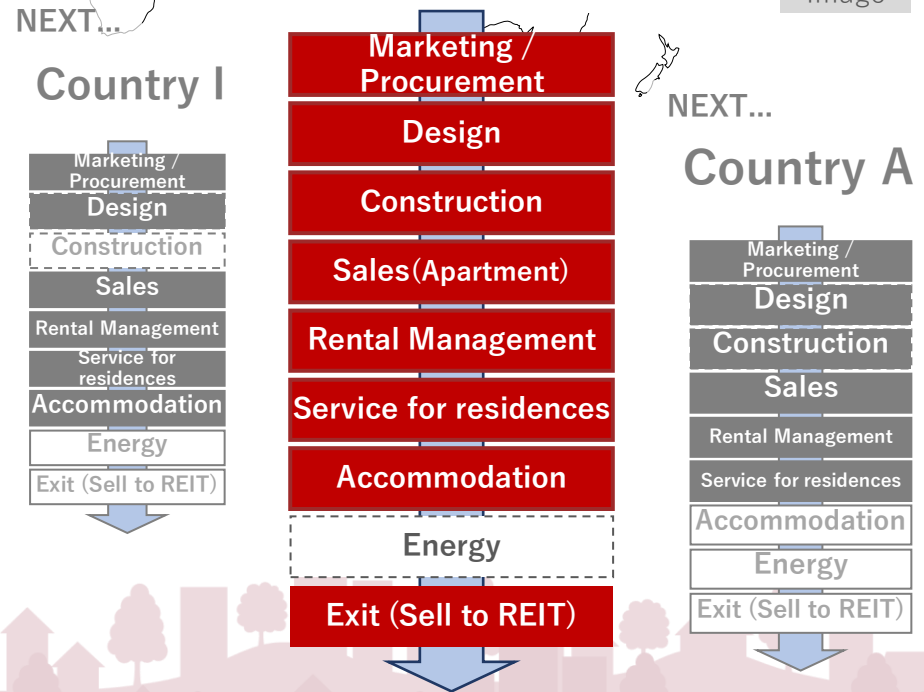 NEXT...
Country I
Marketing /
Procurement
Design
Construction
Sales
Rental Management
Service for
residences
Accommodation
Energy
Exit (Sell to REIT)
Marketing /
Procurement
Design
Construction
Sales(Apartment)
Rental Management
Service for residences
Accommodation
Energy
Exit (Sell to REIT)
Image
NEXT...
Country A
Marketing /
Procurement
Design
Construction
Sales
Rental Management
Service for residences
Accommodation
Energy
Exit (Sell to REIT)